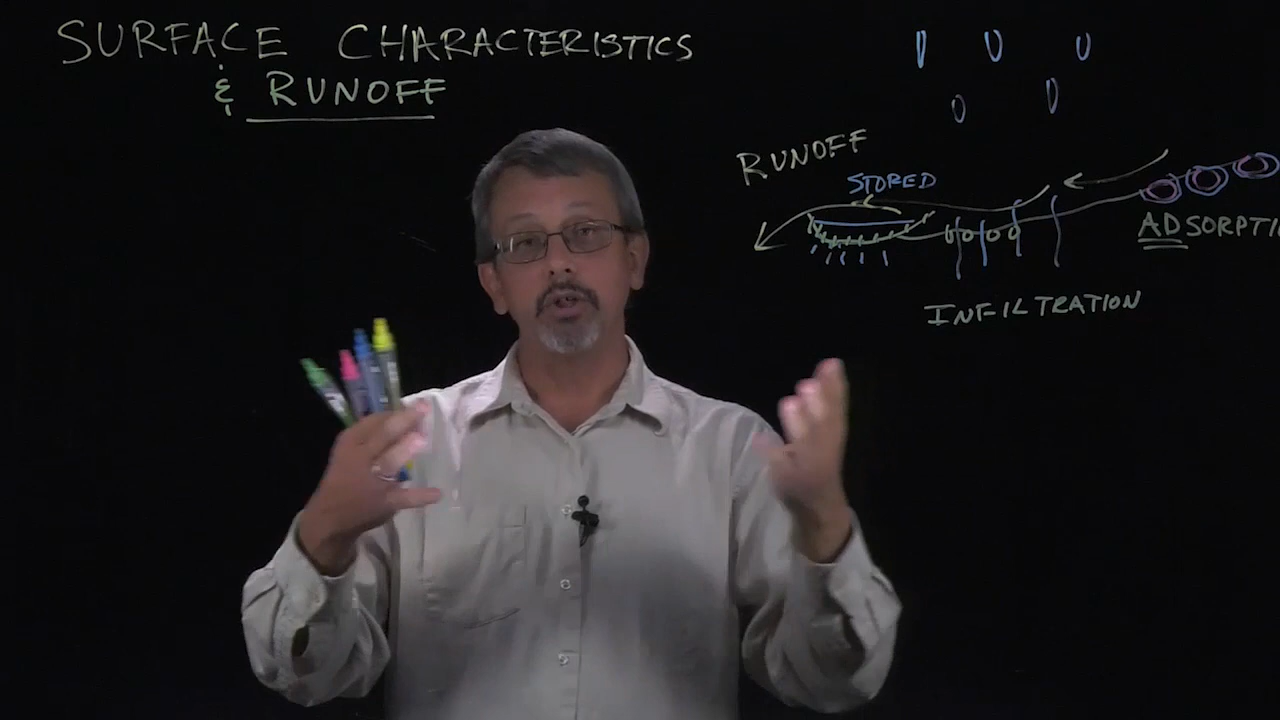 SURFACE CHARACTERISTICS
& RUNOFF
RUNOFF
STORED
ADSORPTI
INFILTRATION